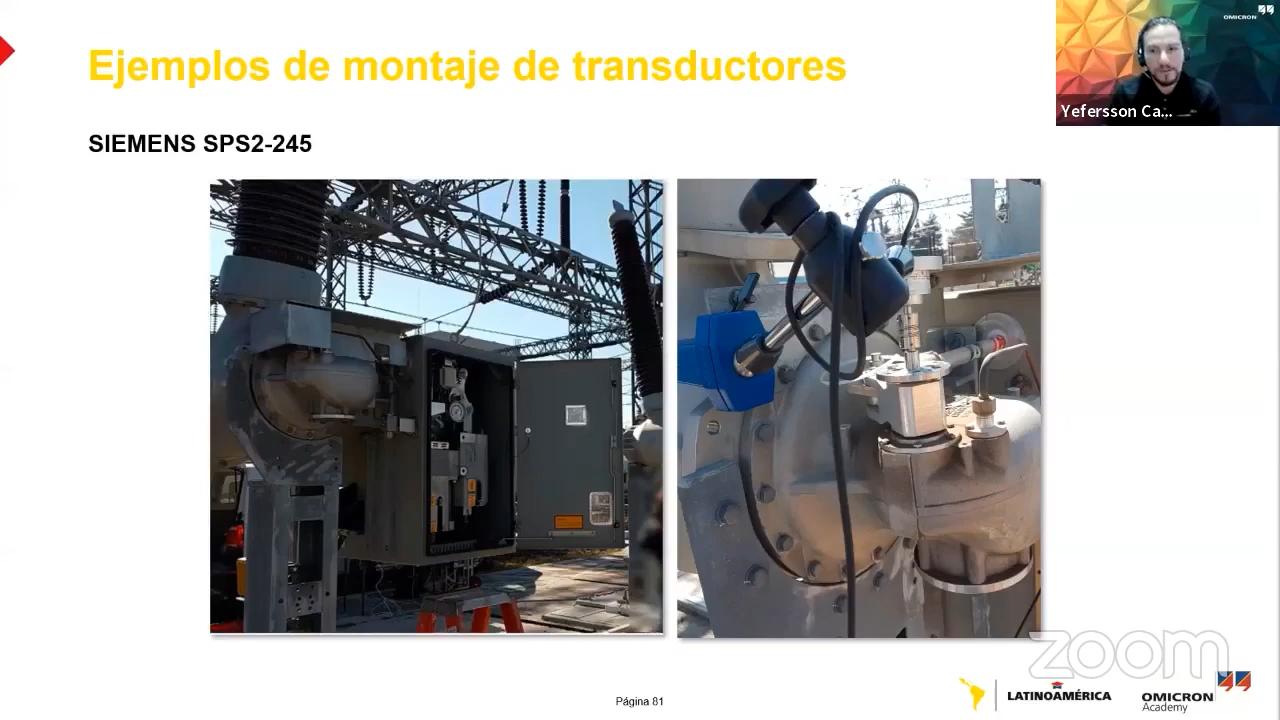 Ejemplos de montaje de transductores
OMICRON
Yefersson Ca...
SIEMENS SPS2-245
zoom
Página 81
LATINOAMÉRICA
OMICRON
Academy